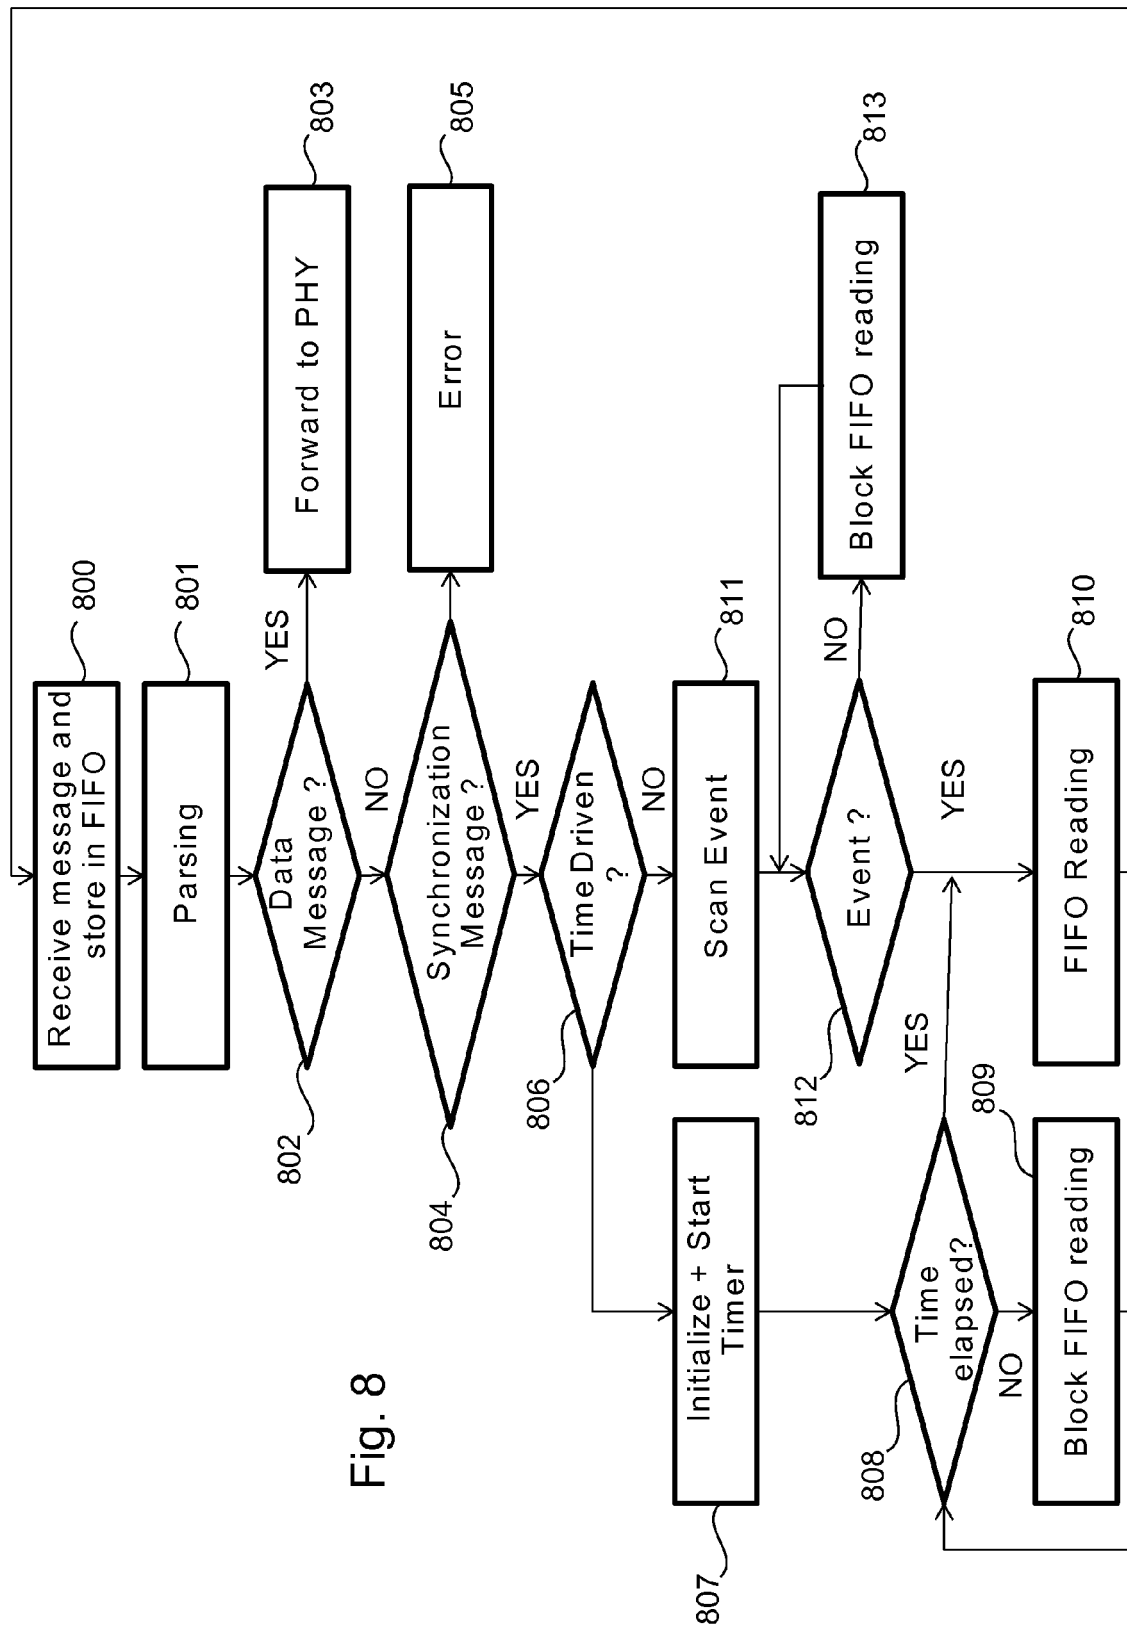 Receive message and
store in FIFO
800
Parsing
801
Data
Message ?
802
YES
Forward to PHY
803
NO
Synchronization
Message ?
804
Error
805
YES
Time Driven
?
806
NO
Initialize + Start
Timer
807
Scan Event
811
Time
elapsed?
808
YES
NO
Event ?
812
NO
Block FIFO reading
813
YES
Block FIFO reading
809
FIFO Reading
810
Fig. 8